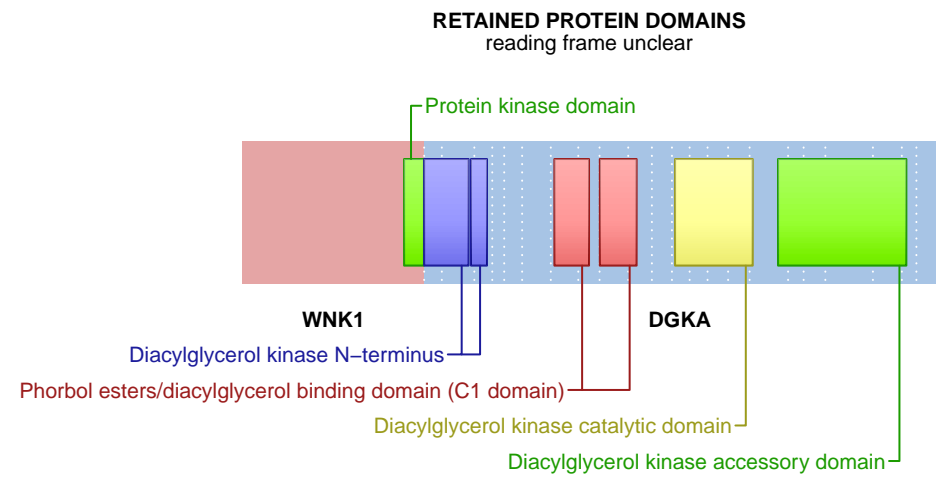 RETAINED PROTEIN DOMAINS
reading frame unclear
Protein kinase domain
WNK1
DGKA
Diacylglycerol kinase N−terminus
Phorbol esters/diacylglycerol binding domain (C1 domain)
Diacylglycerol kinase catalytic domain
Diacylglycerol kinase accessory domain